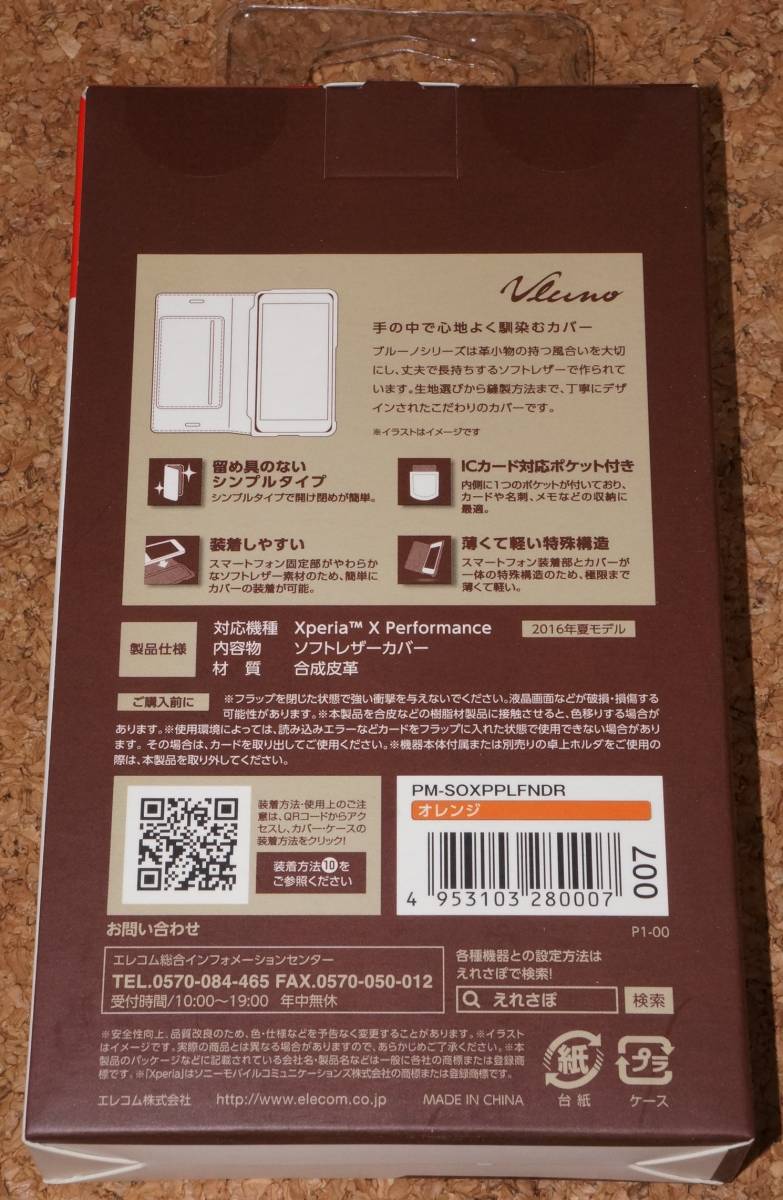 Vluno
手の中で心地よく馴染むカバー
ブルーノシリーズは革小物の持つ風合いを大切
にし、丈夫で長持ちするソフトレザーで作られて
います。生地選びから縫製方法まで、丁寧にデザ
インされたこだわりのカバーです。
※イラストはイメージです
留め具のない
シンプルタイプ
シンプルタイプで開け閉めが簡単。
ICカード対応ポケット付き
内側に1つのポケットが付いており、
カードや名刺、メモなどの収納に
最適。
装着しやすい
スマートフォン固定部がやわらか
なソフトレザー素材のため、簡単に
カバーの装着が可能。
薄くて軽い特殊構造
スマートフォン装着部とカバーが
一体の特殊構造のため、極限まで
薄くて軽い。
製品仕様
対応機種 Xperia™ X Performance 2016年夏モデル
内容物 ソフトレザーカバー
材質 合成皮革
ご購入前に
※フラップを閉じた状態で強い衝撃を与えないでください。液晶画面などが破損・損傷する
可能性があります。※本製品を合皮などの樹脂材製品に接触させると、色移りする場合が
あります。※使用環境によっては、読み込みエラーなどカードをフラップに入れた状態で使用できない場合があり
ます。その場合は、カードを取り出してご使用ください。※機器本体付属または別売りの卓上ホルダをご使用の
際は、本製品を取り外してください。
装着方法・使用上のご注
意は、QRコードからアク
セスし、カバー・ケースの
装着方法をクリック!
装着方法⑩を
ご参照ください
PM-SOXPPLFNDR
オレンジ
4 953103 280007
007
P1-00
お問い合わせ
エレコム総合インフォメーションセンター
TEL.0570-084-465 FAX.0570-050-012
受付時間/10:00～19:00 年中無休
各種機器との設定方法は
えれさぽで検索!
えれさぽ 検索
※安全性向上、品質改良のため、色・仕様などを予告なく変更することがあります。※イラスト
はイメージです。実際の商品とは異なる場合がありますので、あらかじめご了承ください。※本
製品のパッケージなどに記載されている会社名・製品名などは一般に各社の商標または登録商
標です。※「Xperia」はソニーモバイルコミュニケーションズ株式会社の商標または登録商標です。
紙
台紙
プラ
ケース
エレコム株式会社 http://www.elecom.co.jp MADE IN CHINA